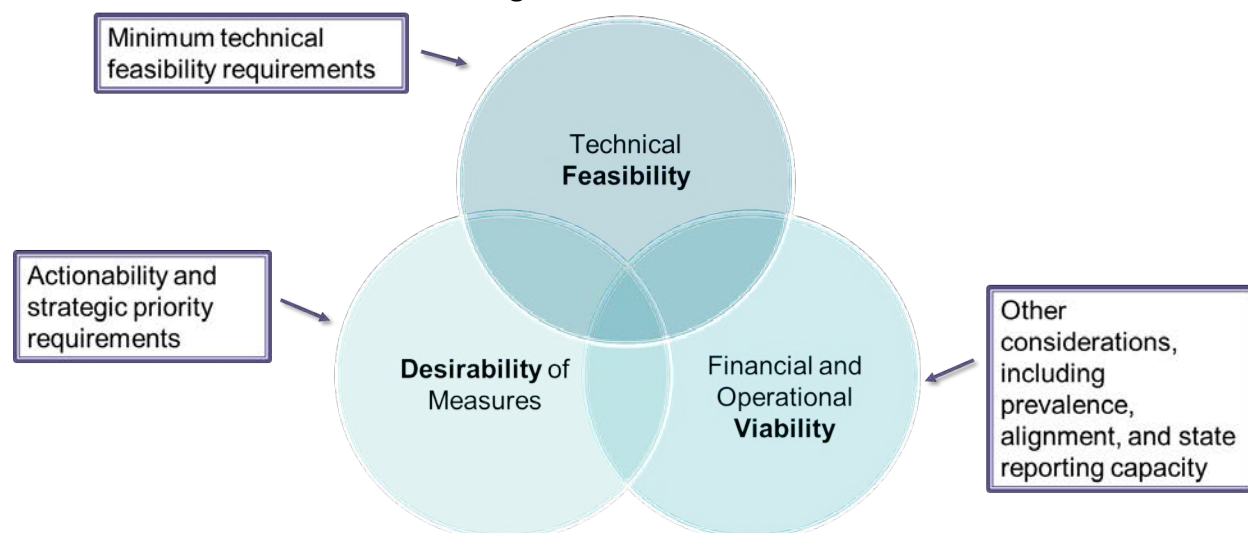 Minimum technical
feasibility requirements
Technical
Feasibility
Actionability and
strategic priority
requirements
Desirability of
Measures
Financial and
Operational
Viability
Other
considerations,
including
prevalence,
alignment, and state
reporting capacity